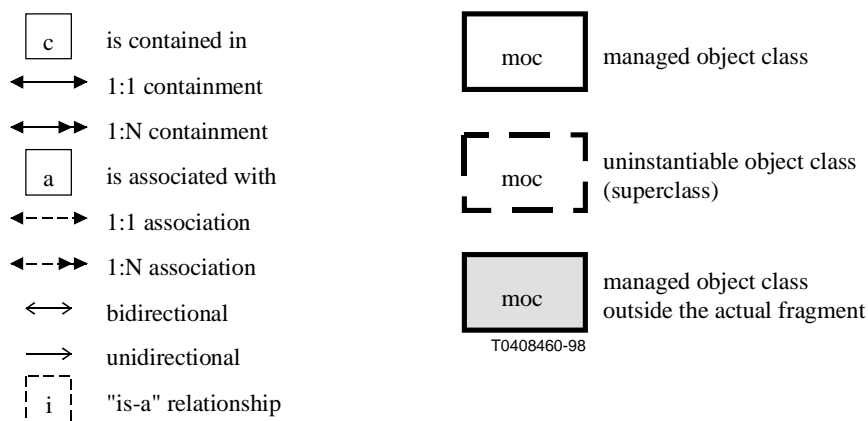 c is contained in
1:1 containment
1:N containment
a is associated with
1:1 association
1:N association
bidirectional
unidirectional
i "is-a" relationship
moc managed object class
moc uninstantiable object class
(superclass)
moc managed object class
outside the actual fragment
T0408460-98